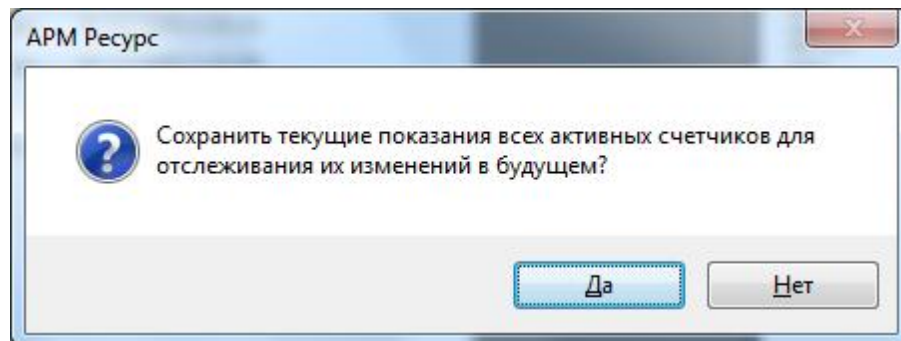 АРМ Ресурс
Сохранить текущие показания всех активных счетчиков для
отслеживания их изменений в будущем?
Да
Нет